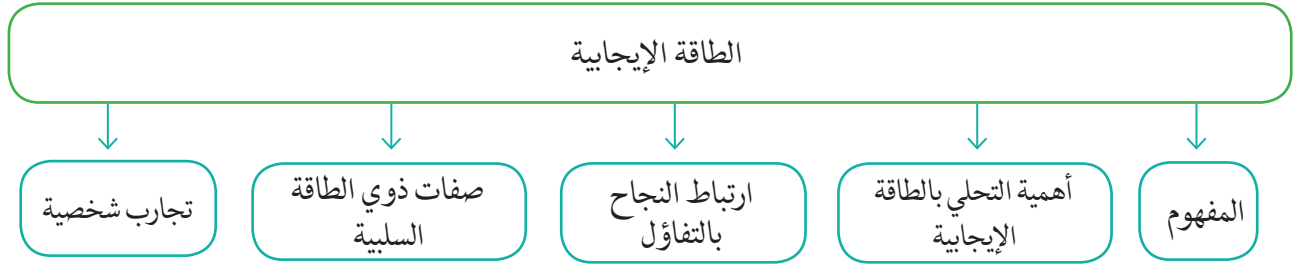 الطاقة الإيجابية
المفهوم
أهمية التحلي بالطاقة
الإيجابية
ارتباط النجاح
بالتفاؤل
صفات ذوي الطاقة
السلبية
تجارب شخصية